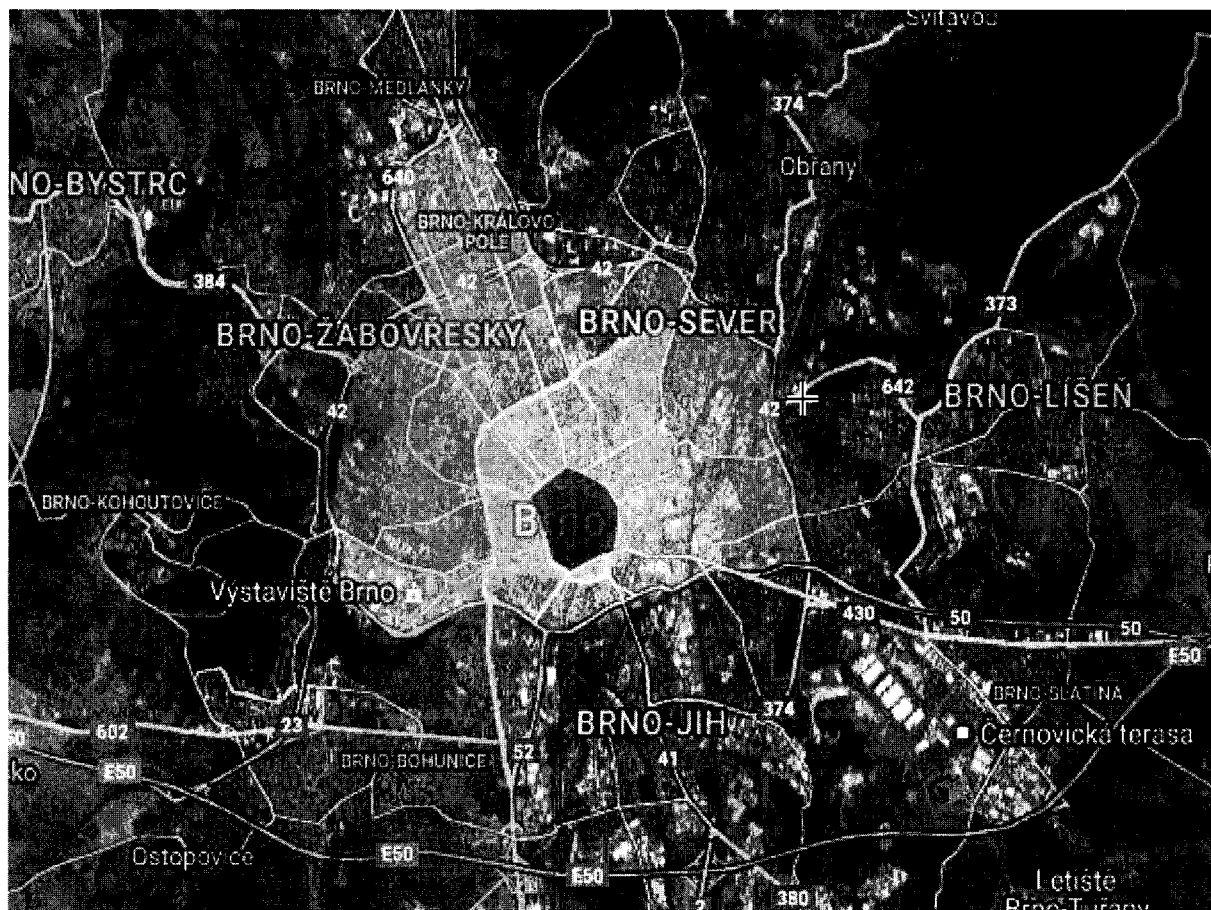 Svitavou
BRNO-MEDLÁNKY
374
43
Obřany
640
NO-BYSTRC
BRNO-KRÁLOVO
POLE
42
42
384
373
BRNO-ŽABOVŘESKY
BRNO-SEVER
642
BRNO-LÍŠEŇ
42
42
BRNO-KOHOUTOVICE
B
Výstaviště Brno
430
50
50
E50
BRNO-SLATINA
374
BRNO-JIH
23
602
Černovická terasa
52
BRNO-BOHUNICE
41
E50
Ostopovice
E50
E50
380
Letiště
Brno-Tuřany